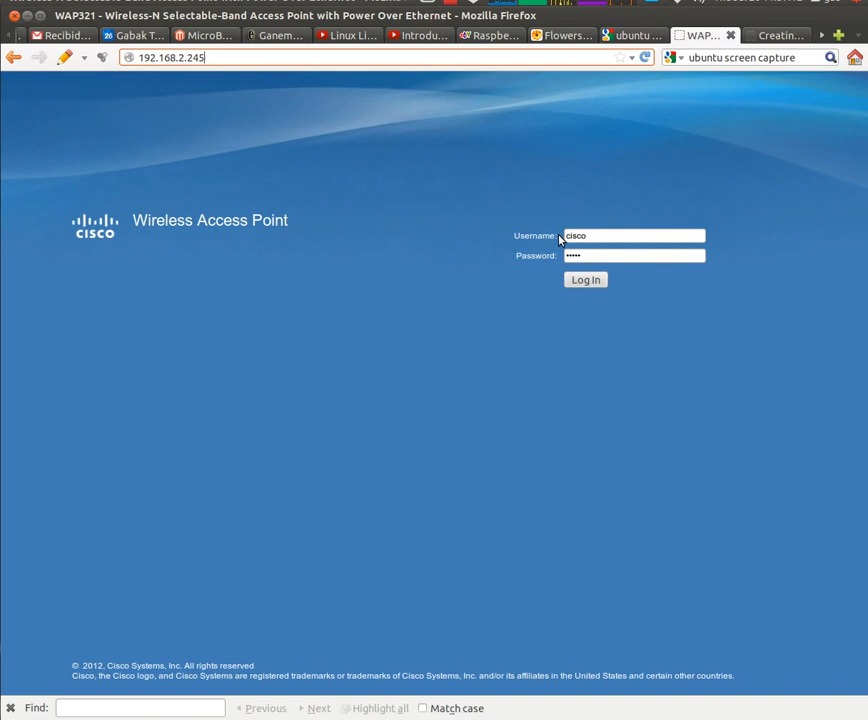 WAP321 - Wireless-N Selectable-Band Access Point with Power Over Ethernet - Mozilla Firefox
Recibid... Gabak T... MicroB... Ganem... Linux Li... Introdu... Raspbe... Flowers... ubuntu ... WAP... Creatin...
192.168.2.245 ubuntu screen capture
Wireless Access Point
CISCO
Username: cisco
Password: •••••
Log In
© 2012, Cisco Systems, Inc. All rights reserved
Cisco, the Cisco logo, and Cisco Systems are registered trademarks or trademarks of Cisco Systems, Inc. and/or its affiliates in the United States and certain other countries.
Find: Previous Next Highlight all Match case